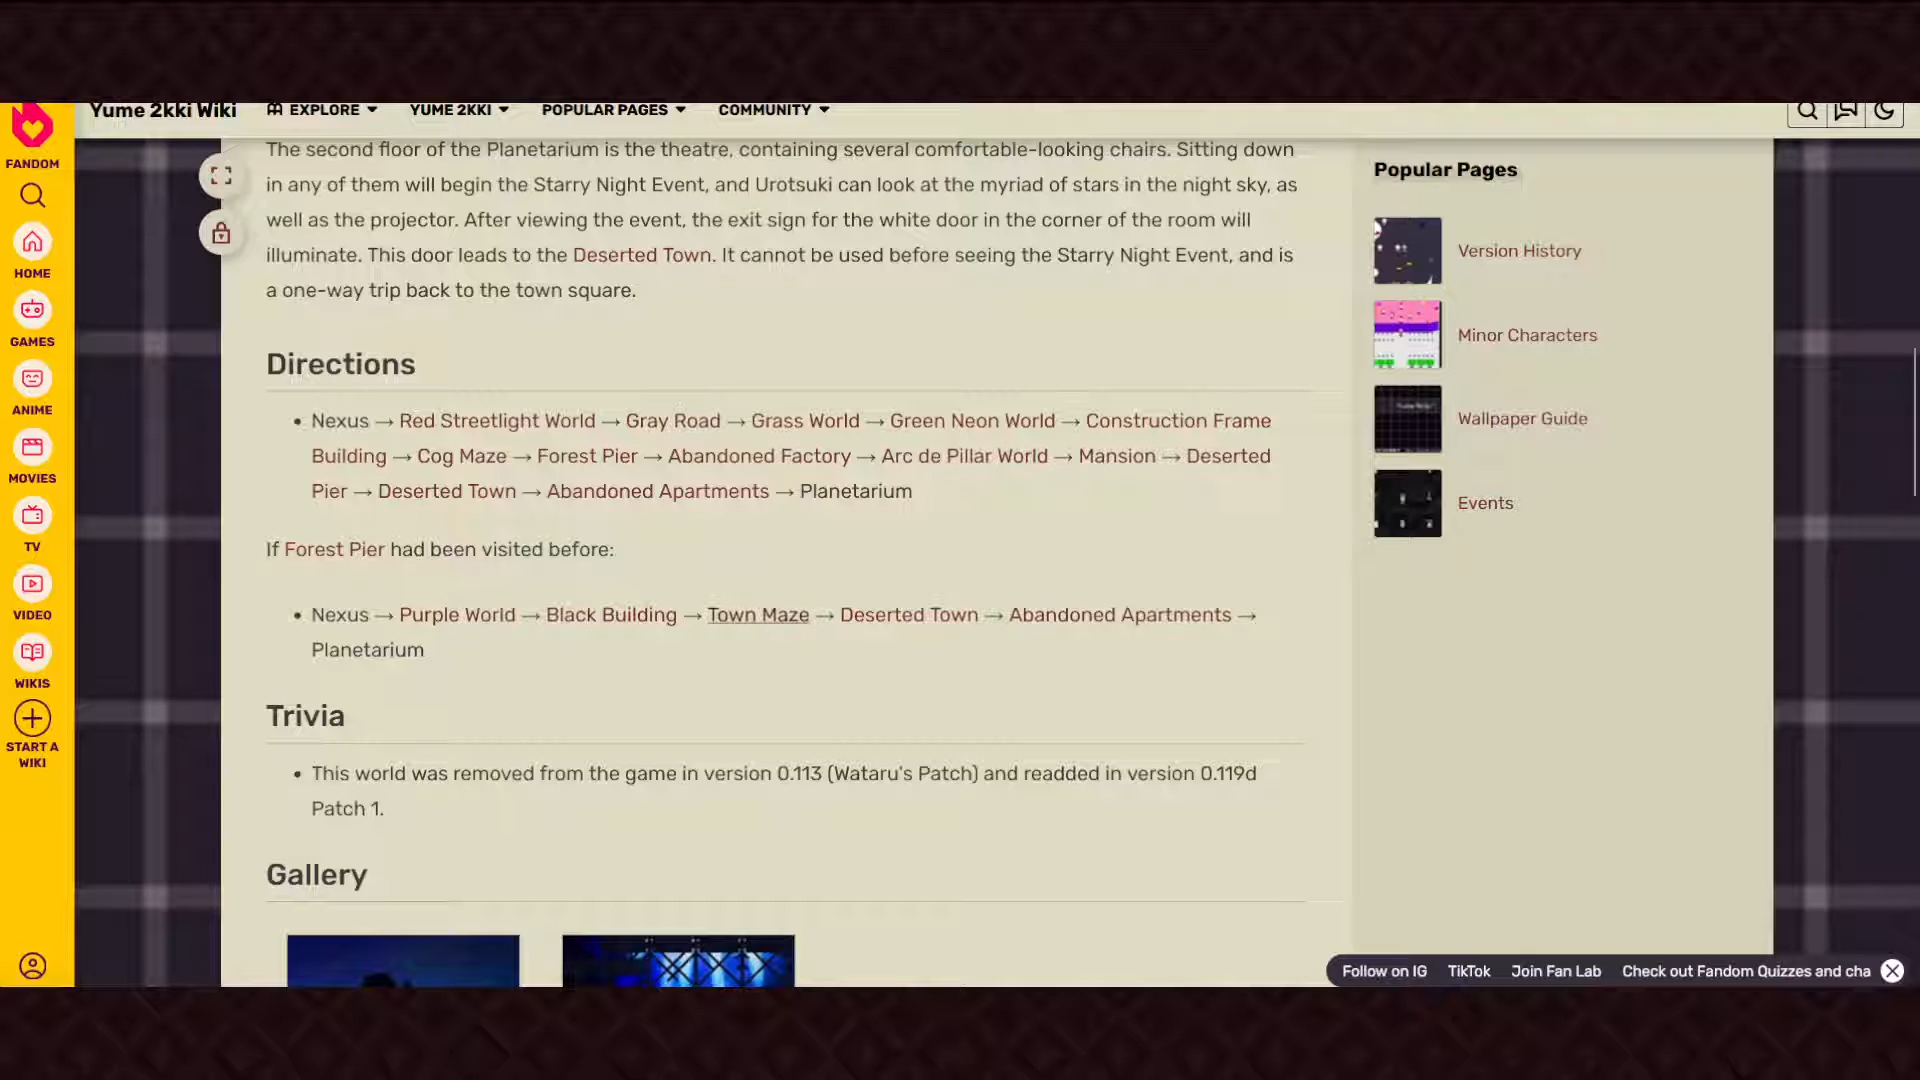 Yume 2kki Wiki
EXPLORE
YUME 2KKI
POPULAR PAGES
COMMUNITY
FANDOM
HOME
GAMES
ANIME
MOVIES
TV
VIDEO
WIKIS
START A
WIKI
The second floor of the Planetarium is the theatre, containing several comfortable-looking chairs. Sitting down
in any of them will begin the Starry Night Event, and Urotsuki can look at the myriad of stars in the night sky, as
well as the projector. After viewing the event, the exit sign for the white door in the corner of the room will
illuminate. This door leads to the Deserted Town. It cannot be used before seeing the Starry Night Event, and is
a one-way trip back to the town square.
Directions
• Nexus → Red Streetlight World → Gray Road → Grass World → Green Neon World → Construction Frame
Building → Cog Maze → Forest Pier → Abandoned Factory → Arc de Pillar World → Mansion → Deserted
Pier → Deserted Town → Abandoned Apartments → Planetarium
If Forest Pier had been visited before:
• Nexus → Purple World → Black Building → Town Maze → Deserted Town → Abandoned Apartments →
Planetarium
Trivia
• This world was removed from the game in version 0.113 (Wataru's Patch) and readded in version 0.119d
Patch 1.
Gallery
Popular Pages
Version History
Minor Characters
Wallpaper Guide
Events
Follow on IG
TikTok
Join Fan Lab
Check out Fandom Quizzes and cha